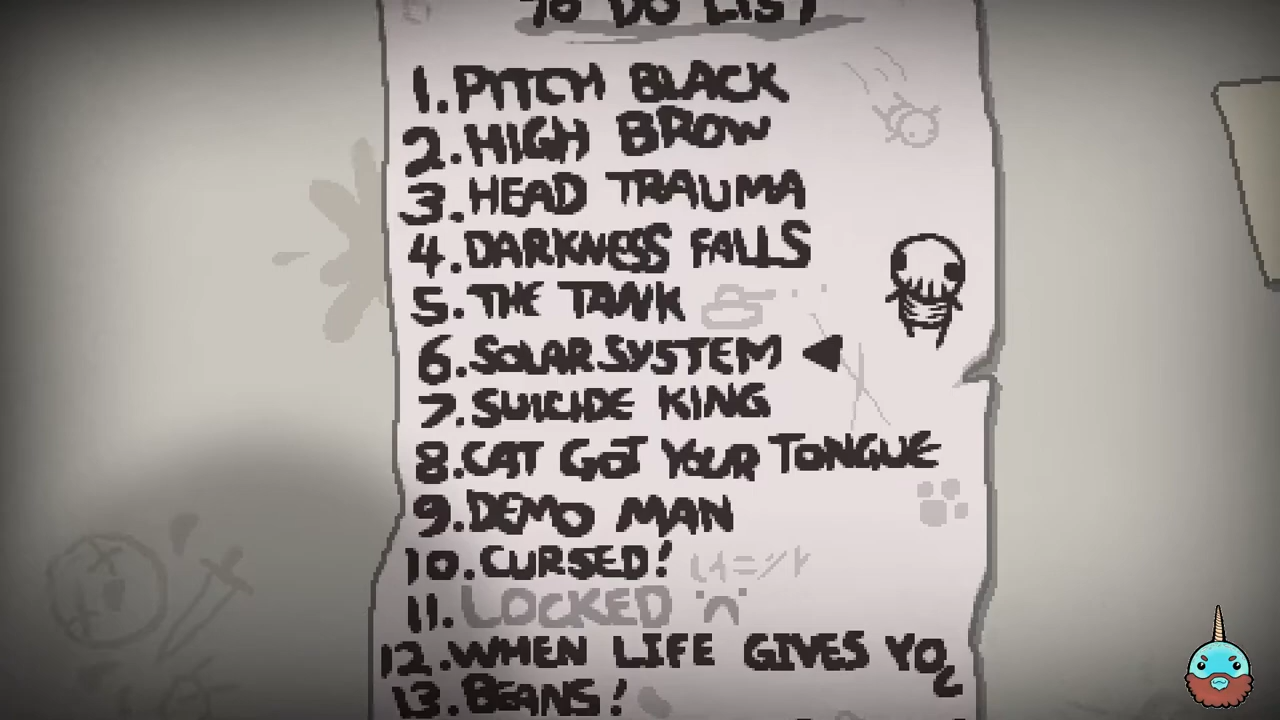 TO DO LIST
1. PITCH BLACK
2. HIGH BROW
3. HEAD TRAUMA
4. DARKNESS FALLS
5. THE TANK
6. SOLAR SYSTEM
7. SUICIDE KING
8. CAT GOT YOUR TONGUE
9. DEMO MAN
10. CURSED!
11. LOCKED
12. WHEN LIFE GIVES YO
13. BEANS!